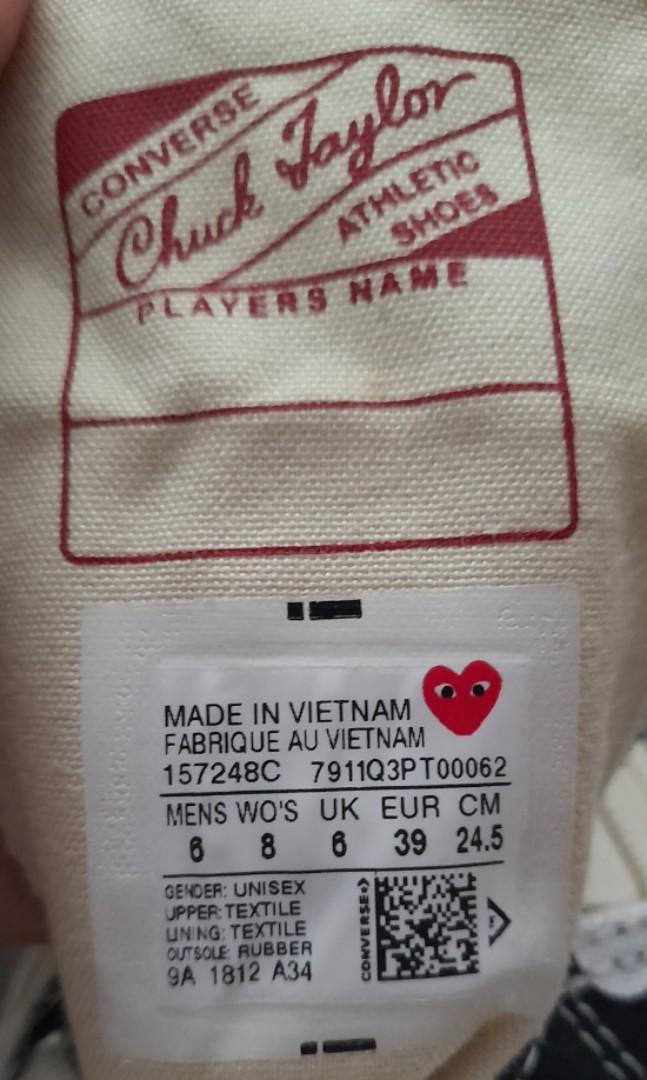 CONVERSE
Chuck Taylor
ATHLETIC
SHOES
PLAYERS NAME
MADE IN VIETNAM
FABRIQUE AU VIETNAM
157248C 7911Q3PT00062
MENS WO'S UK EUR CM
6 8 6 39 24.5
GENDER: UNISEX
UPPER: TEXTILE
LINING: TEXTILE
OUTSOLE: RUBBER
9A 1812 A34
CONVERSE